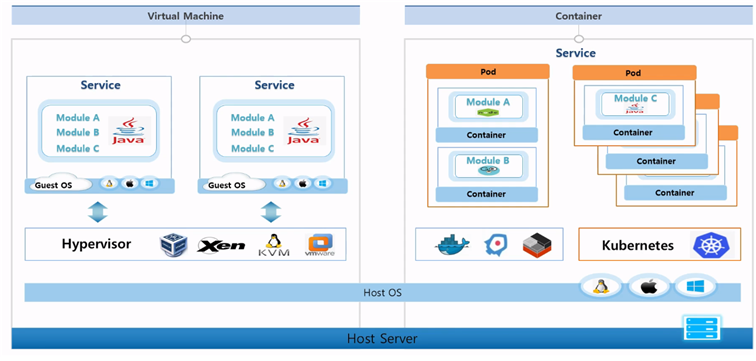 Virtual Machine
Container
Service
Service
Module A
Module B
Module C
Java
Guest OS
Service
Module A
Module B
Module C
Java
Guest OS
Pod
Module A
Container
Module B
Container
Pod
Module C
Java
Container
Container
Container
Hypervisor
Xen
KVM
vmware
Kubernetes
Host OS
Host Server